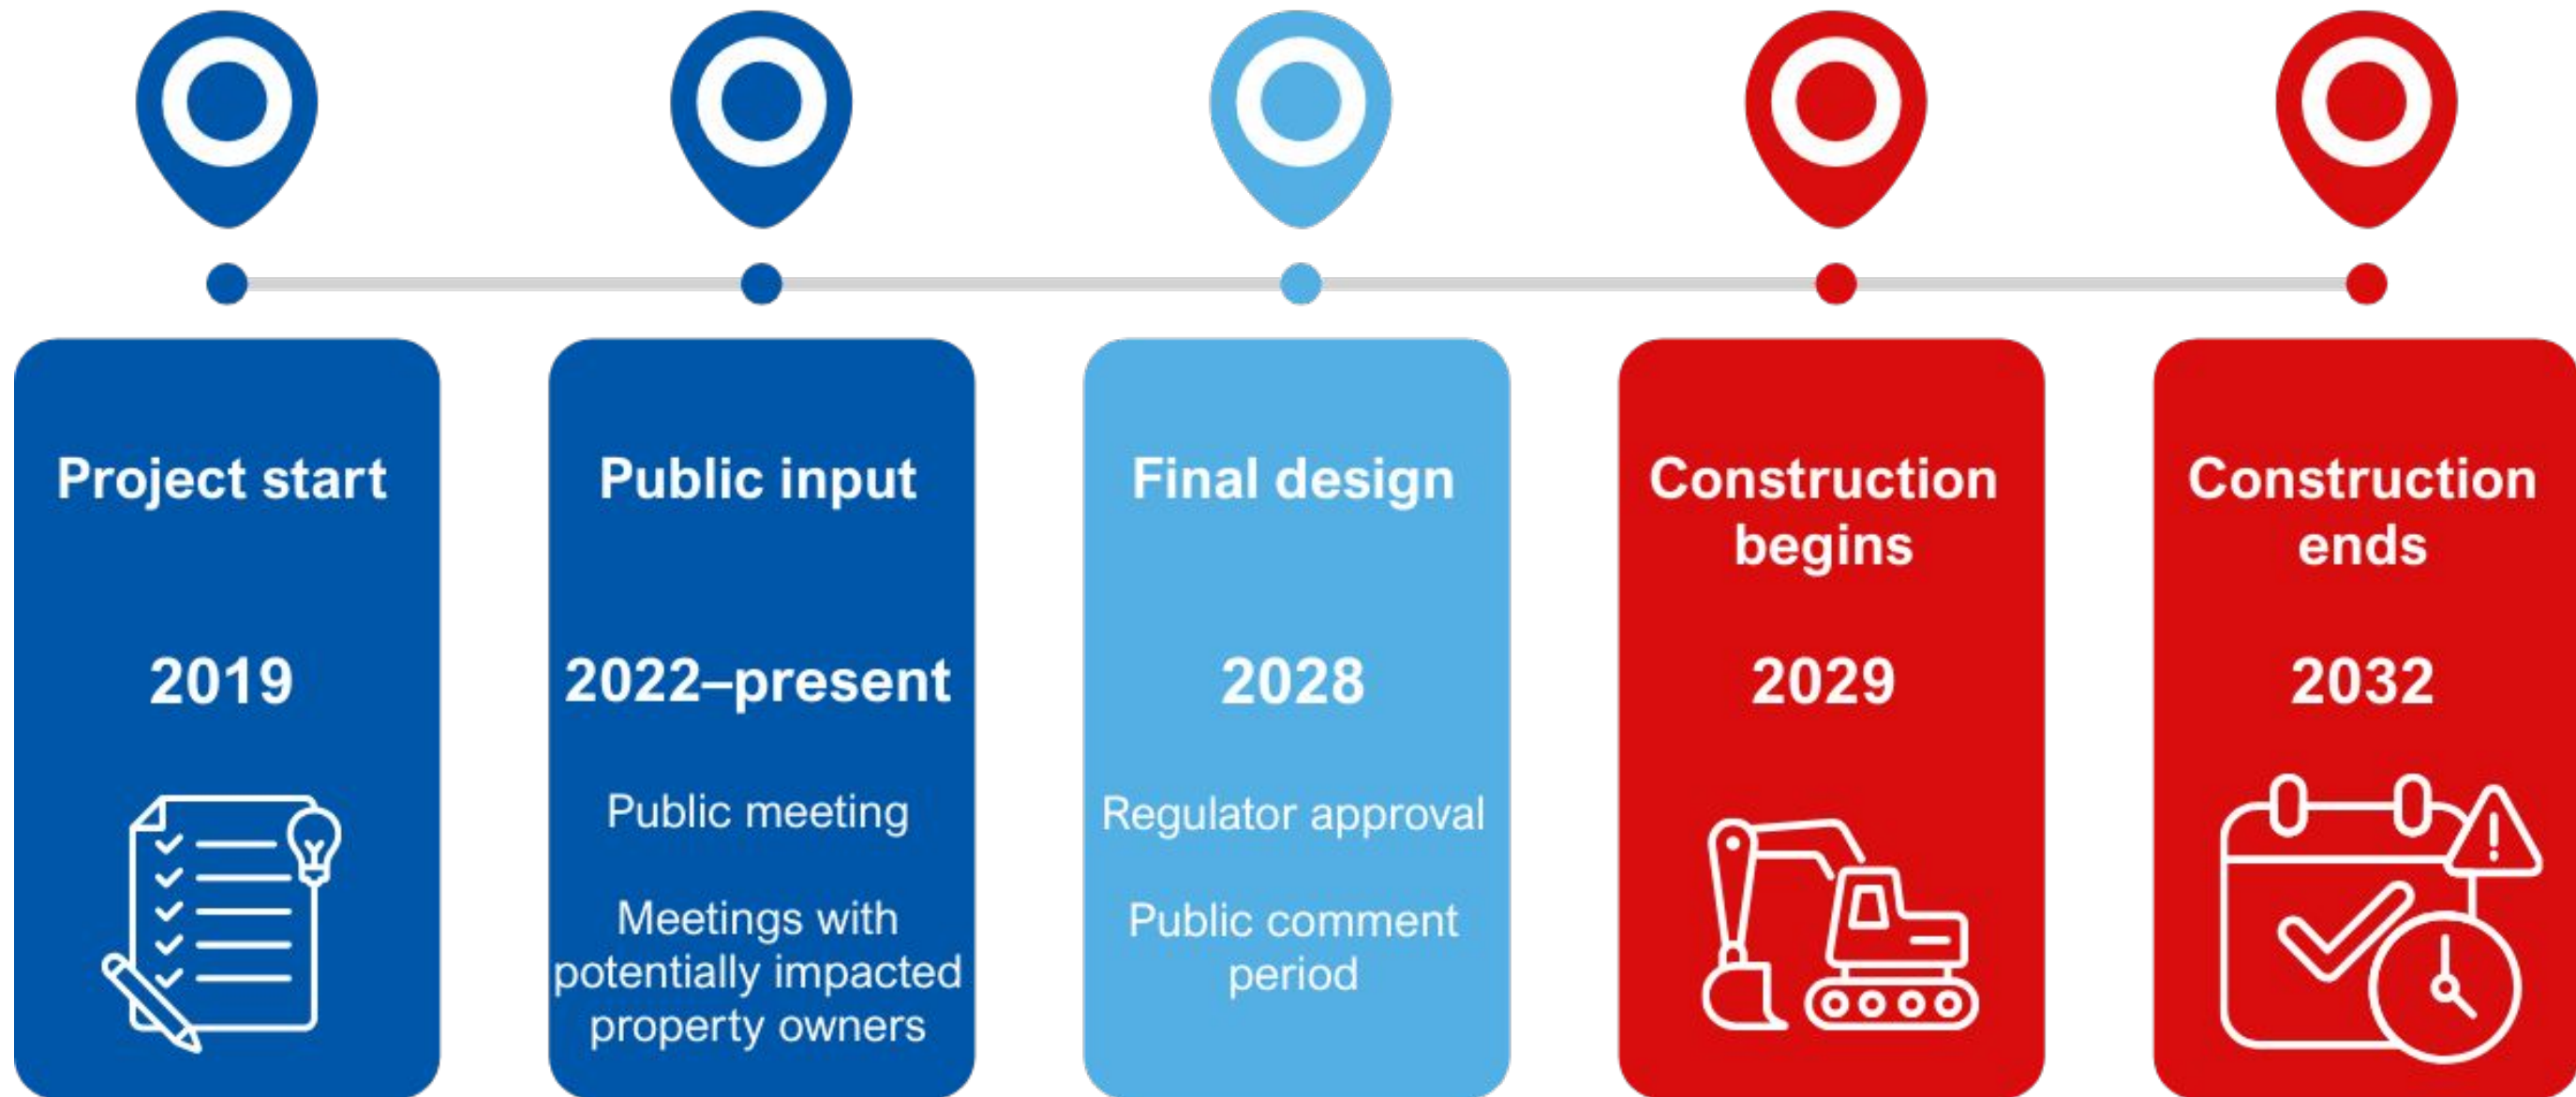 Project start
2019
Public input
2022–present
Public meeting
Meetings with
potentially impacted
property owners
Final design
2028
Regulator approval
Public comment
period
Construction
begins
2029
Construction
ends
2032